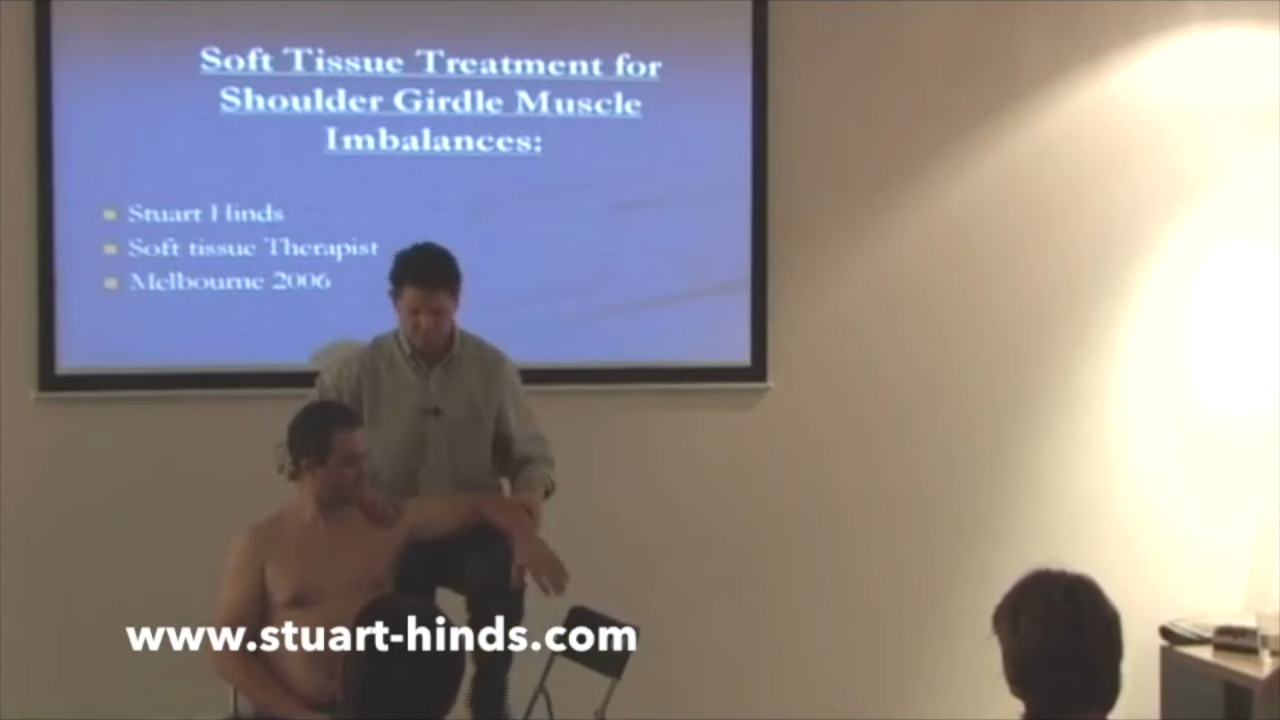 Soft Tissue Treatment for
Shoulder Girdle Muscle
Imbalances:
Stuart Hinds
Soft tissue Therapist
Melbourne 2006
www.stuart-hinds.com